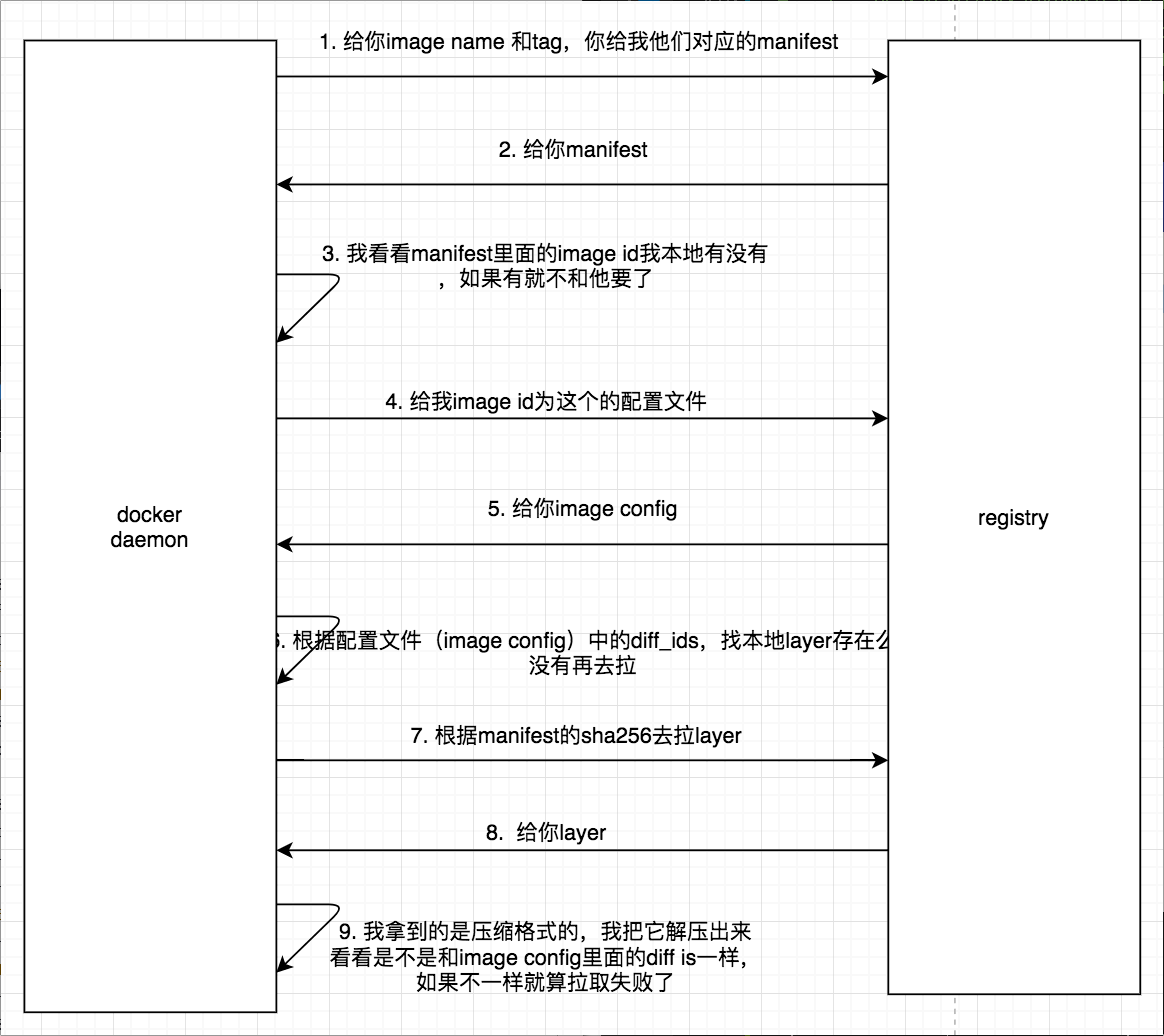 1. 给你image name 和tag，你给我他们对应的manifest
2. 给你manifest
3. 我看看manifest里面的image id我本地有没有
，如果有就不和他要了
4. 给我image id为这个的配置文件
docker
daemon
registry
5. 给你image config
6. 根据配置文件（image config）中的diff_ids，找本地layer存在么
没有再去拉
7. 根据manifest的sha256去拉layer
8. 给你layer
9. 我拿到的是压缩格式的，我把它解压出来
看看是不是和image config里面的diff is一样，
如果不一样就算拉取失败了